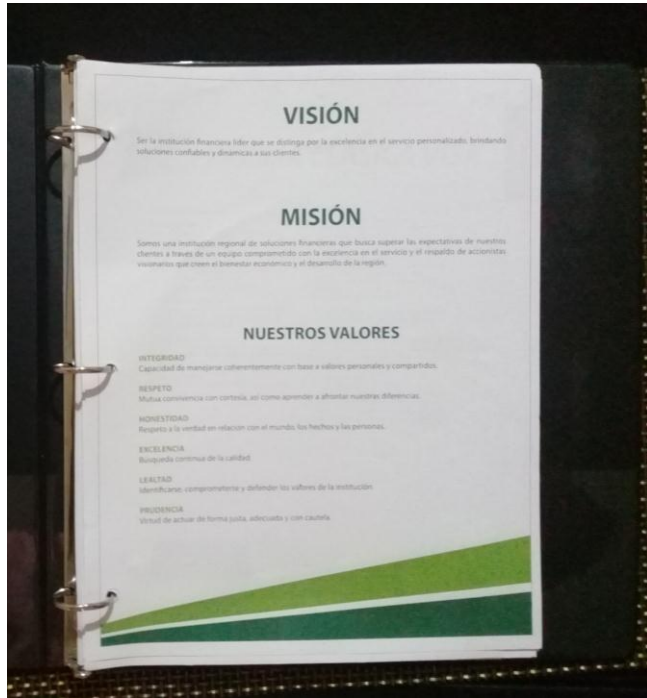 VISIÓN
Ser la institución financiera líder que se distinga por la excelencia en el servicio personalizado, brindando
soluciones confiables y dinámicas a sus clientes.
MISIÓN
Somos una institución regional de soluciones financieras que busca superar las expectativas de nuestros
clientes a través de un equipo comprometido con la excelencia en el servicio y el respaldo de accionistas
visionarios que creen el bienestar económico y el desarrollo de la región.
NUESTROS VALORES
INTEGRIDAD
Capacidad de manejarse coherentemente con base a valores personales y compartidos.
RESPETO
Mutua convivencia con cortesía, así como aprender a afrontar nuestras diferencias.
HONESTIDAD
Respeto a la verdad en relación con el mundo, los hechos y las personas.
EXCELENCIA
Búsqueda continua de la calidad.
LEALTAD
Identificarse, comprometerse y defender los valores de la institución.
PRUDENCIA
Virtud de actuar de forma justa, adecuada y con cautela.